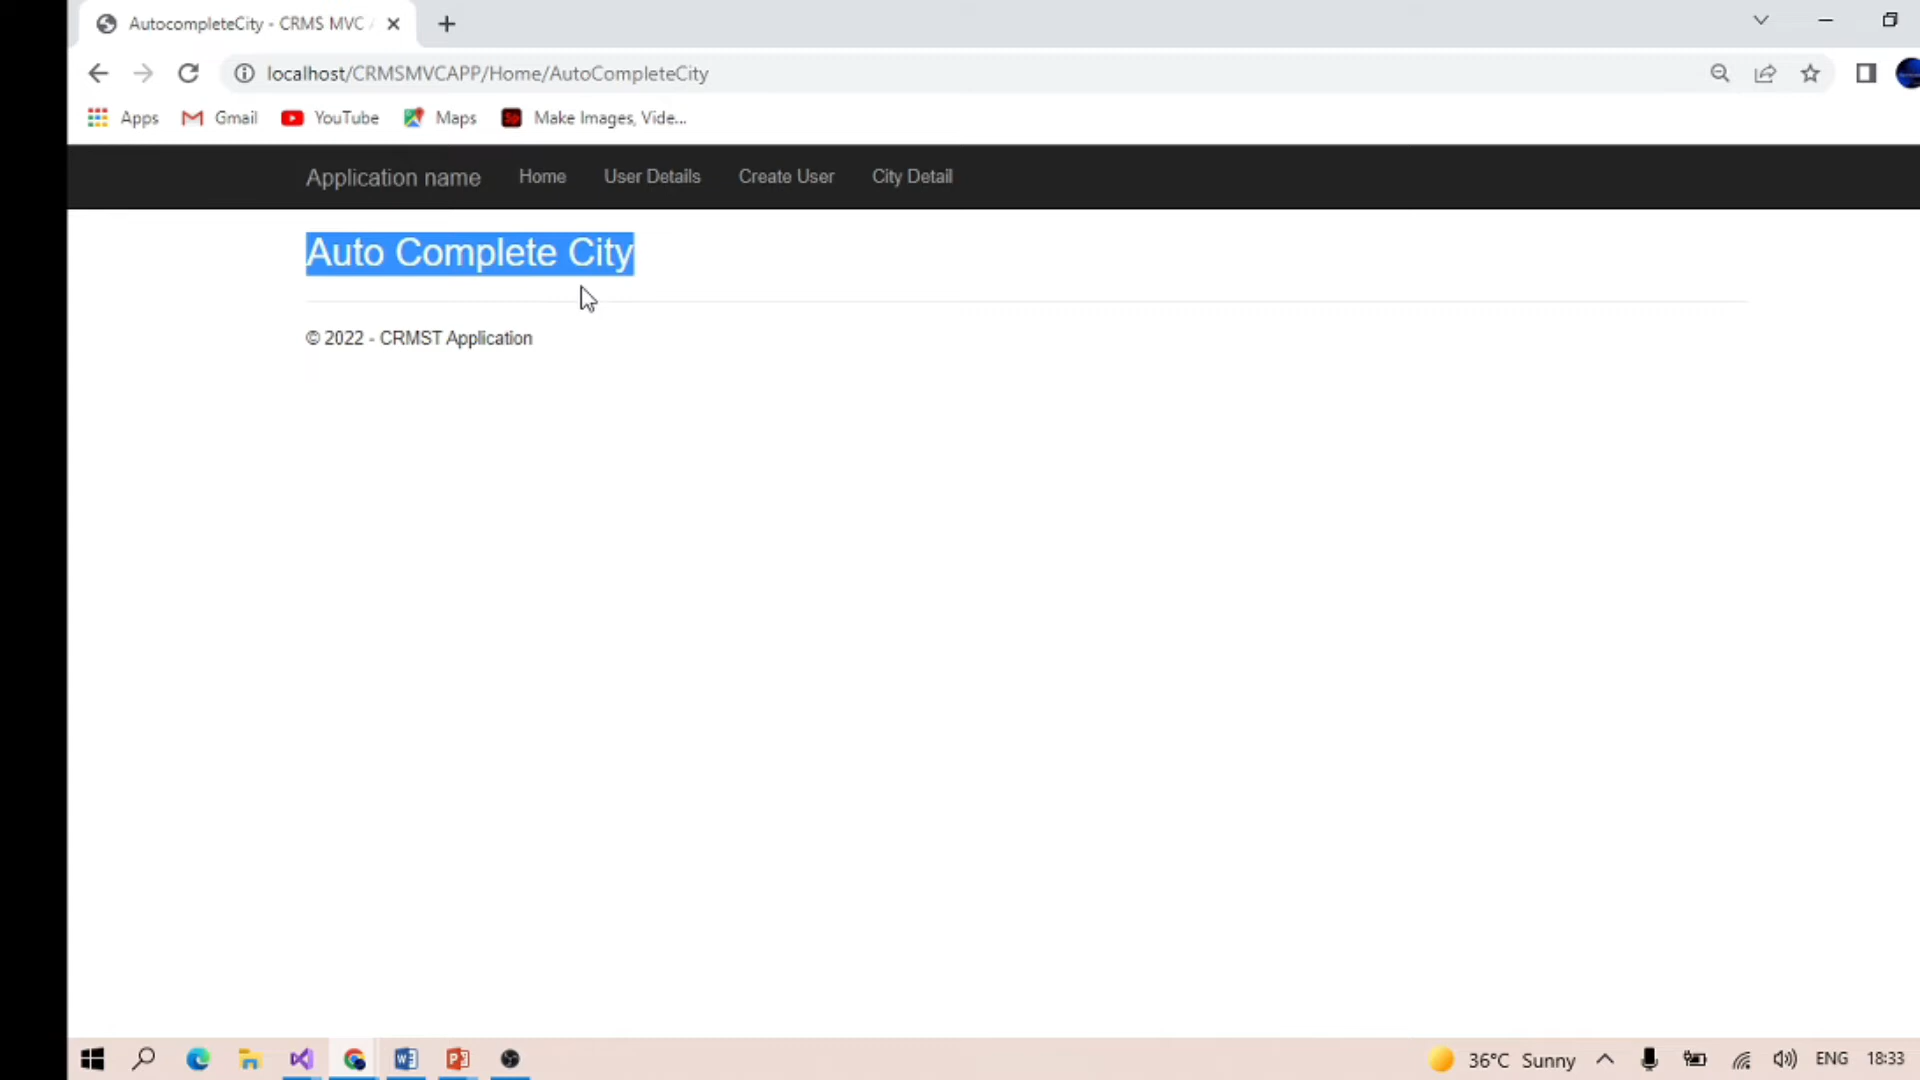 AutocompleteCity - CRMS MVC
localhost/CRMSMVCAPP/Home/AutoCompleteCity
Apps Gmail YouTube Maps Make Images, Vide...
Application name Home User Details Create User City Detail
Auto Complete City
© 2022 - CRMST Application
36°C Sunny ENG 18:33